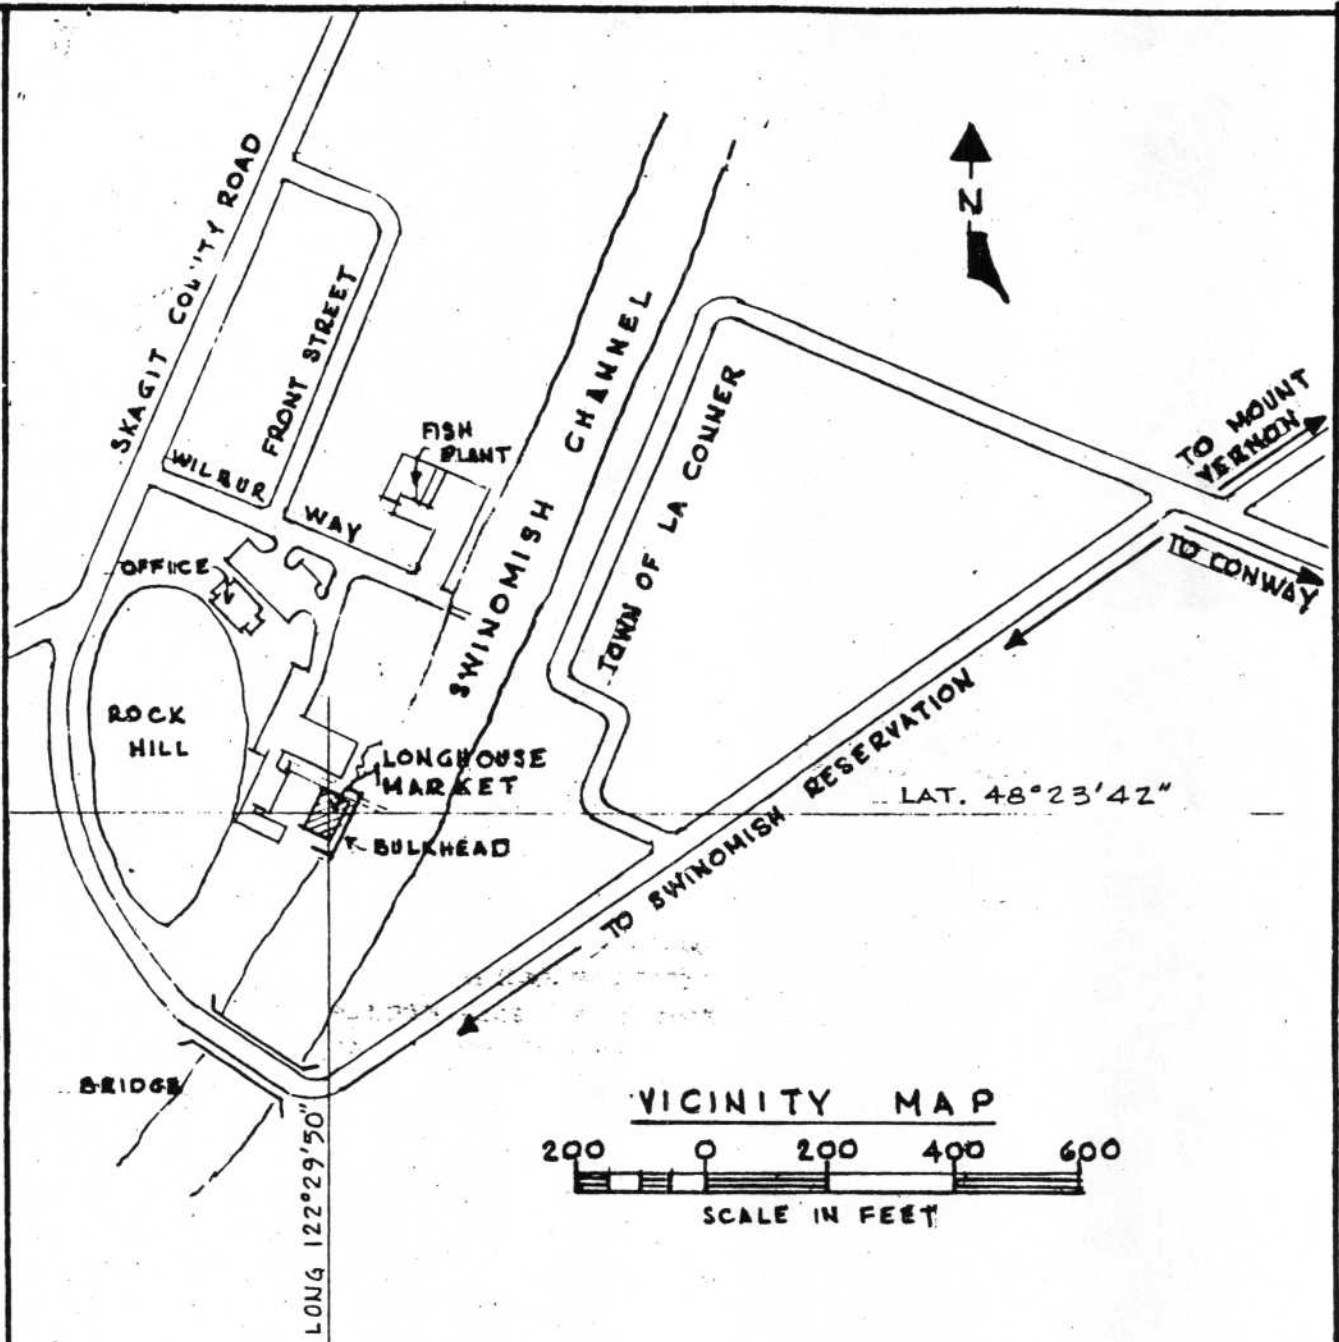 SKAGIT COUNTY ROAD
N
FRONT STREET
SWINOMISH CHANNEL
TOWN OF LA CONNER
TO MOUNT
VERNON
TO CONWAY
FISH
PLANT
WILBUR WAY
OFFICE
ROCK
HILL
LONGHOUSE
MARKET
BULKHEAD
TO SWINOMISH RESERVATION
LAT. 48°23'42"
BRIDGE
LONG 122°29'50"
VICINITY MAP
200 0 200 400 600
SCALE IN FEET